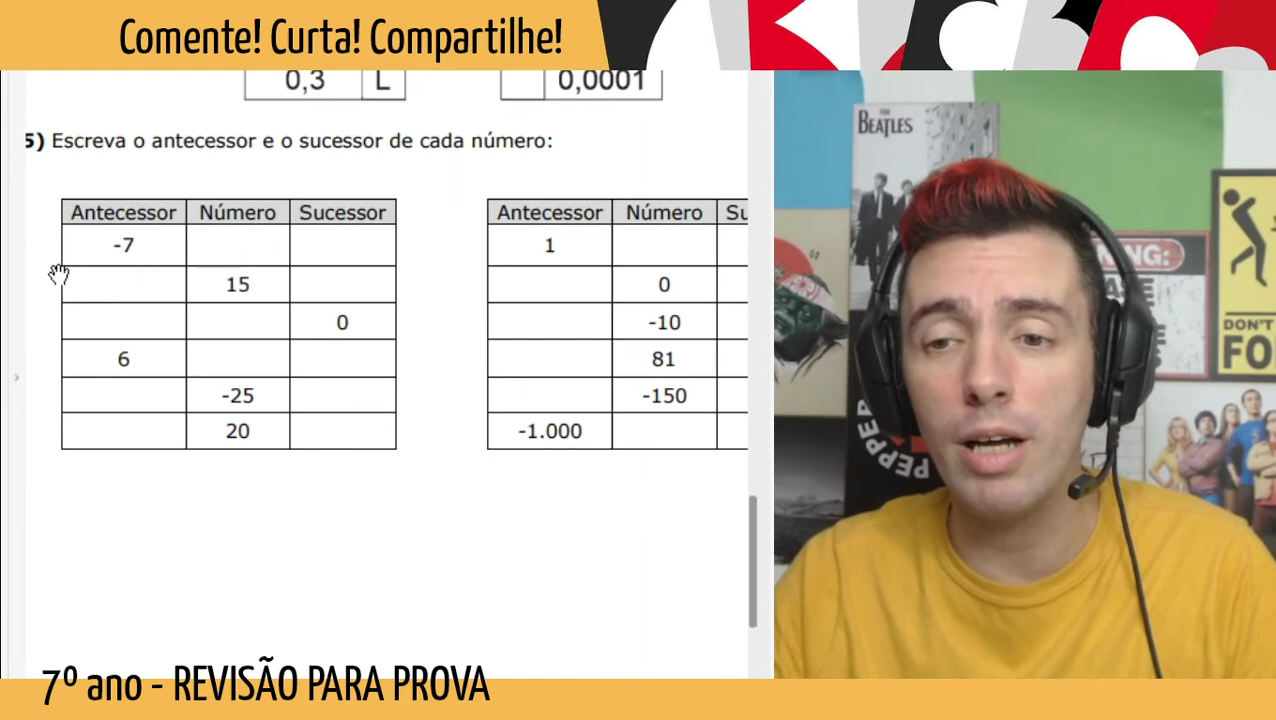 Comente! Curta! Compartilhe!
0,3 L
0,0001
5) Escreva o antecessor e o sucessor de cada número:
Antecessor Número Sucessor
-7
15
0
6
-25
20
Antecessor Número Su
1
0
-10
81
-150
-1.000
THE
BEATLES
NING:
DON'T
FO
PEPPER
7º ano - REVISÃO PARA PROVA